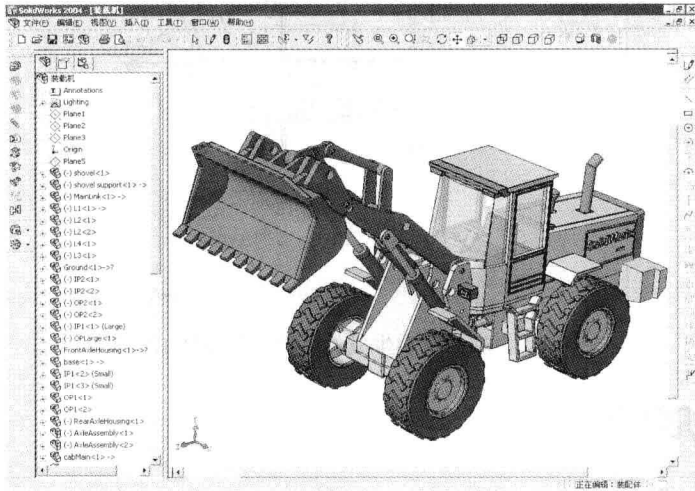 SolidWorks 2004 - [装载机]
文件(F) 编辑(E) 视图(V) 插入(I) 工具(T) 窗口(W) 帮助(H)
装载机
Annotations
Lighting
Plane1
Plane2
Plane3
Origin
Plane5
(-) shovel<1>
(-) shovel support<1> ->
(-) MainLink<1> ->
(-) L1<1> ->
(-) L2<1>
(-) L2<2>
(-) L4<1>
(-) L3<1>
Ground<1>->?
(-) IP2<1>
(-) IP2<2>
(-) OP2<1>
(-) OP2<2>
(-) IP1<1> (Large)
(-) OPLarge<1>
FrontAxleHousing<1>->?
base<1> ->
IP1<2> (Small)
IP1<3> (Small)
OP1<1>
OP1<2>
(-) RearAxleHousing<1>
(-) AxleAssembly<1>
(-) AxleAssembly<2>
cabMain<1> ->
SolidWorks
正在编辑：装配体